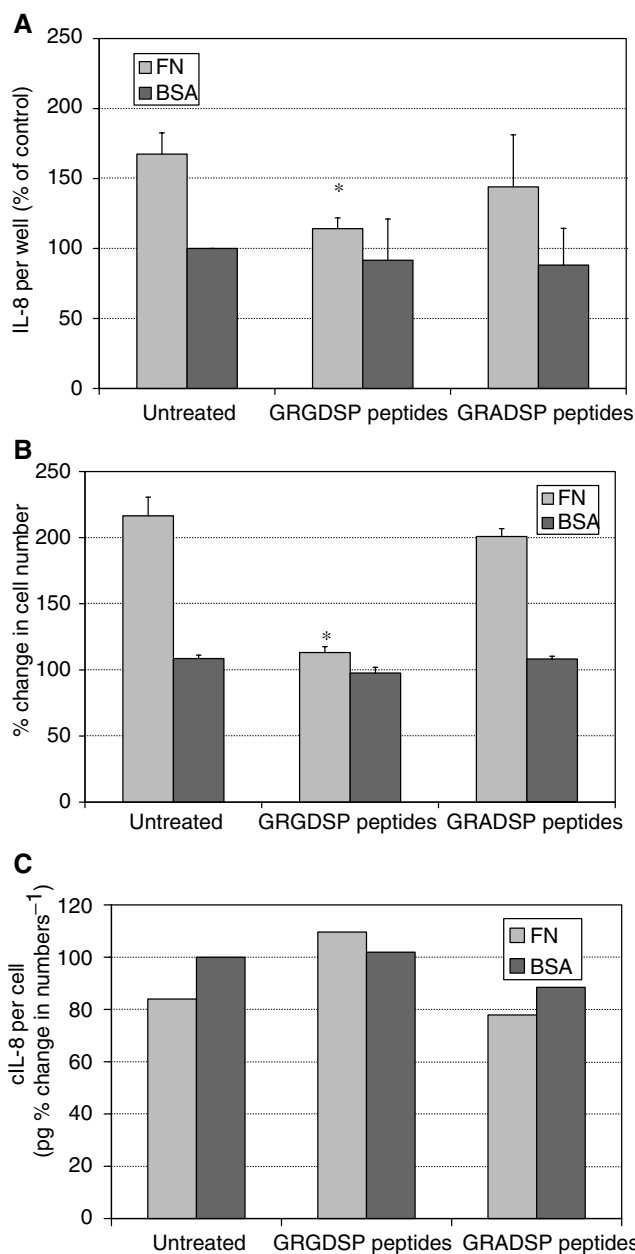 A
IL-8 per well (% of control)
250
200
150
100
50
0
FN
BSA
*
Untreated
GRGDSP peptides
GRADSP peptides
B
% change in cell number
250
200
150
100
50
0
FN
BSA
*
Untreated
GRGDSP peptides
GRADSP peptides
C
cIL-8 per cell
(pg % change in numbers−1)
120
100
80
60
40
20
0
FN
BSA
Untreated
GRGDSP peptides
GRADSP peptides